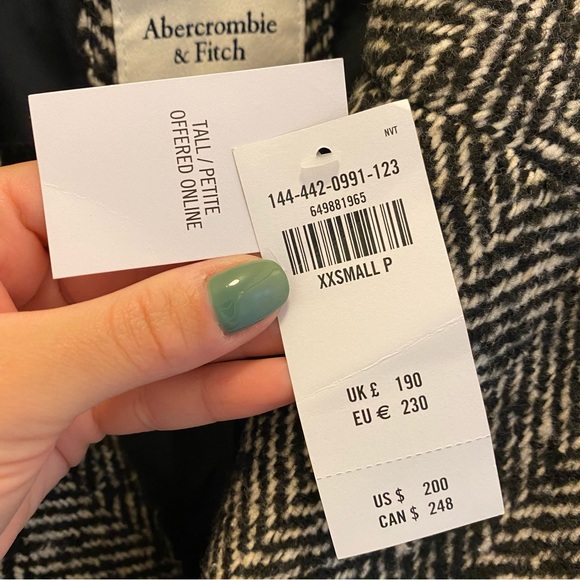 Abercrombie
& Fitch
TALL / PETITE
OFFERED ONLINE
NVT
144-442-0991-123
649881965
XXSMALL P
UK £ 190
EU € 230
US $ 200
CAN $ 248